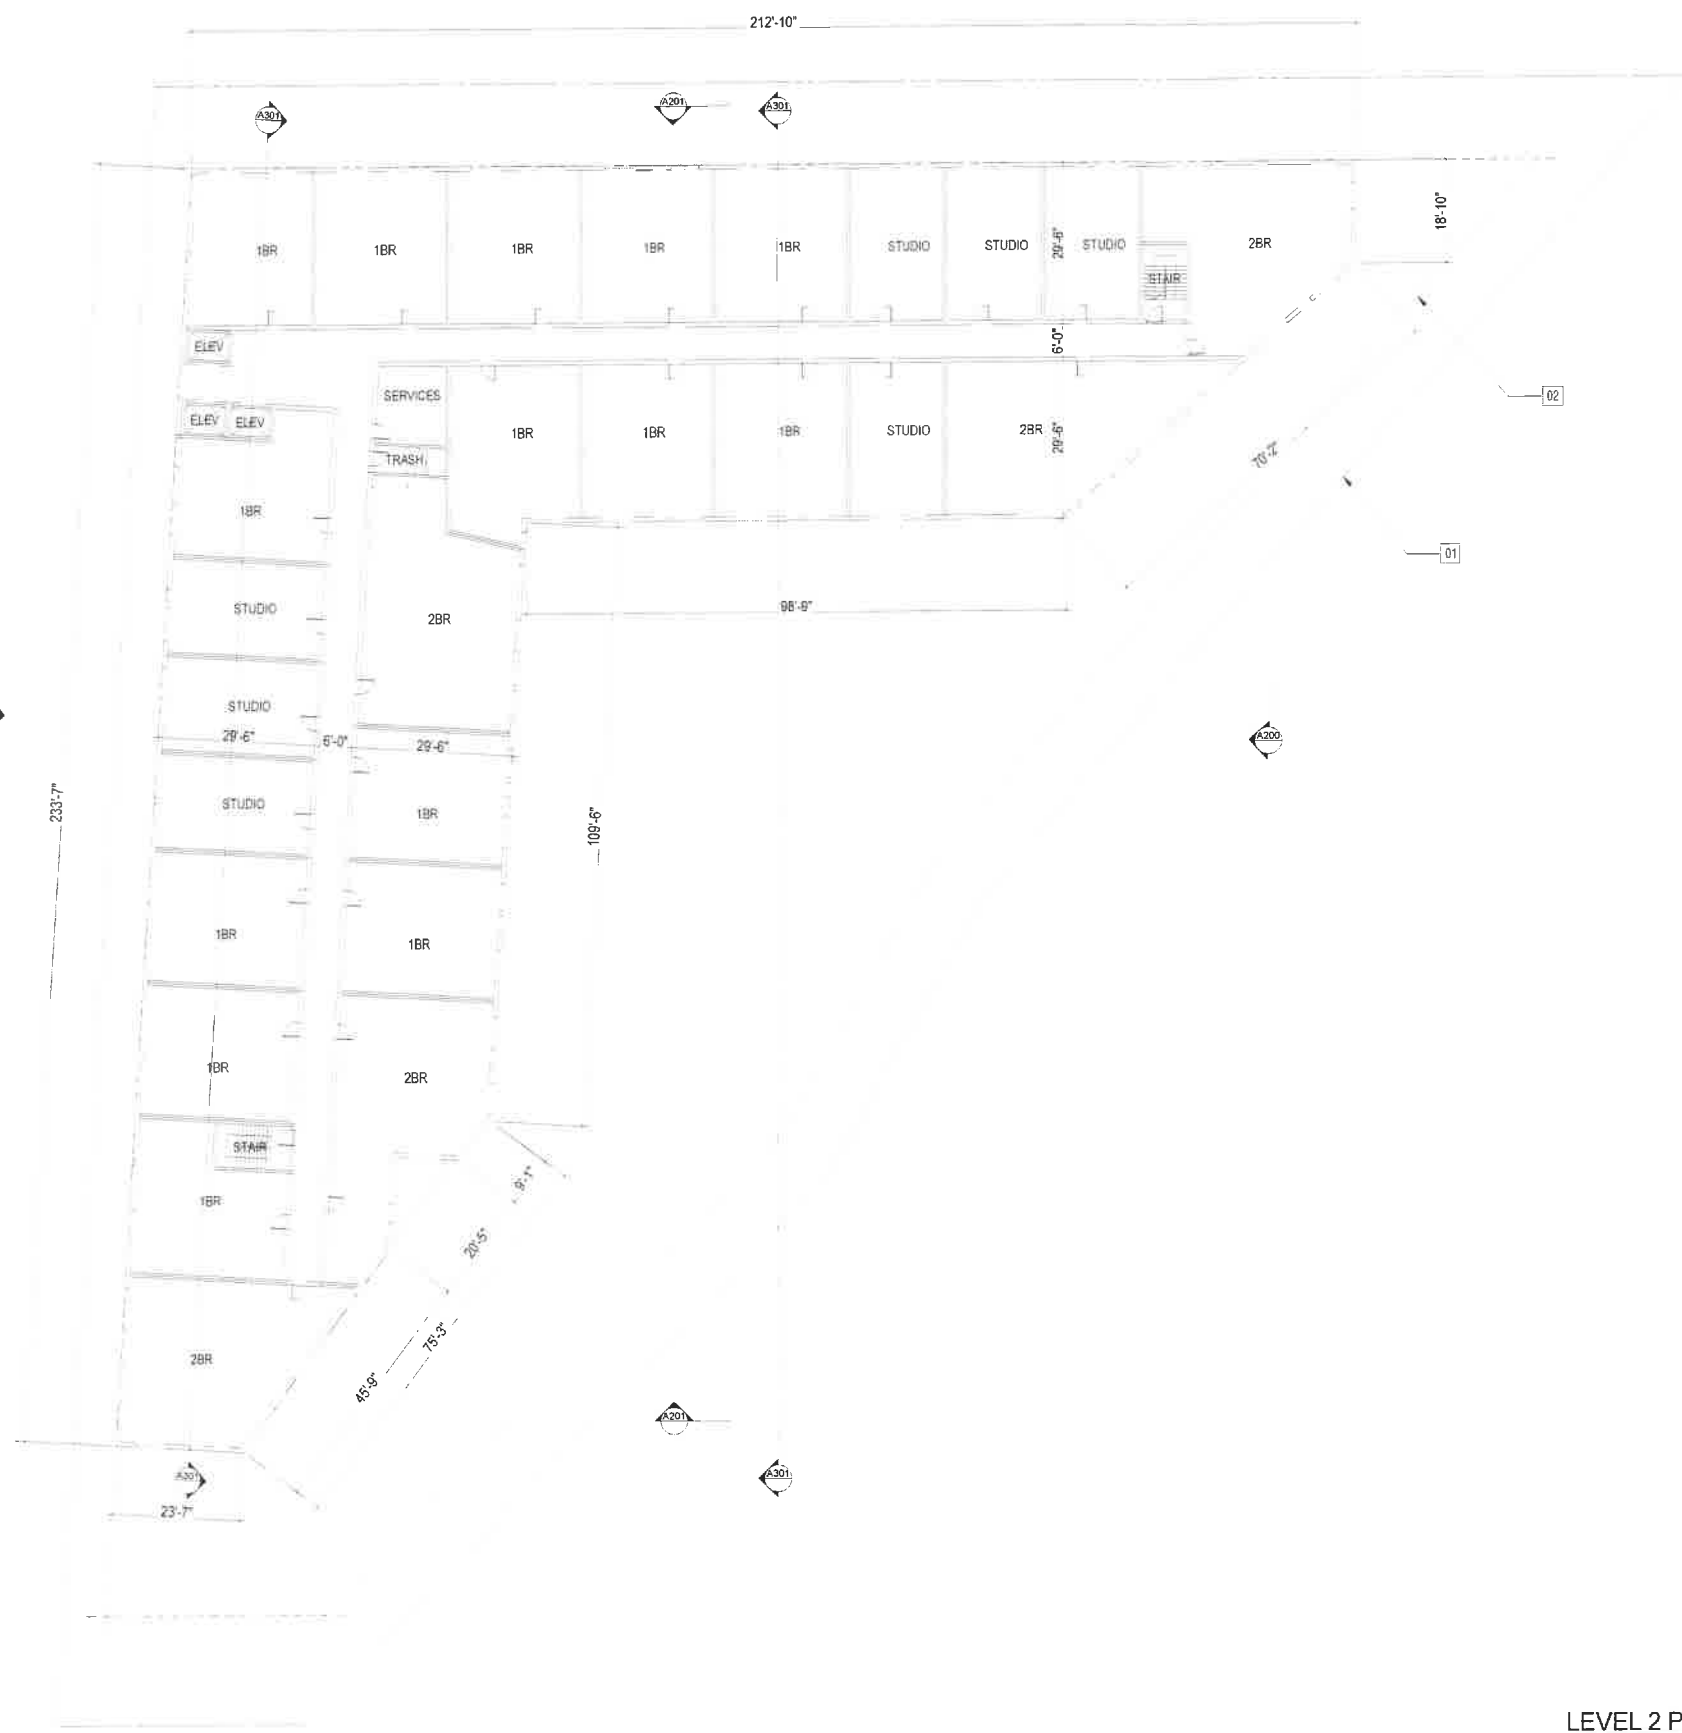 212'-10"
A301
A201
A301
18'-10"
1BR
1BR
1BR
1BR
1BR
STUDIO
STUDIO
29'-6"
STUDIO
2BR
STAIR
ELEV
6'-0"
SERVICES
02
ELEV
ELEV
1BR
1BR
1BR
STUDIO
2BR
29'-6"
TRASH
70'-2"
1BR
01
STUDIO
2BR
98'-9"
STUDIO
29'-6"
6'-0"
29'-6"
A200
233'-7"
STUDIO
1BR
109'-6"
1BR
1BR
1BR
2BR
STAIR
9'-1"
1BR
20'-5"
75'-3"
2BR
45'-9"
A201
A301
A301
23'-7"
LEVEL 2 P